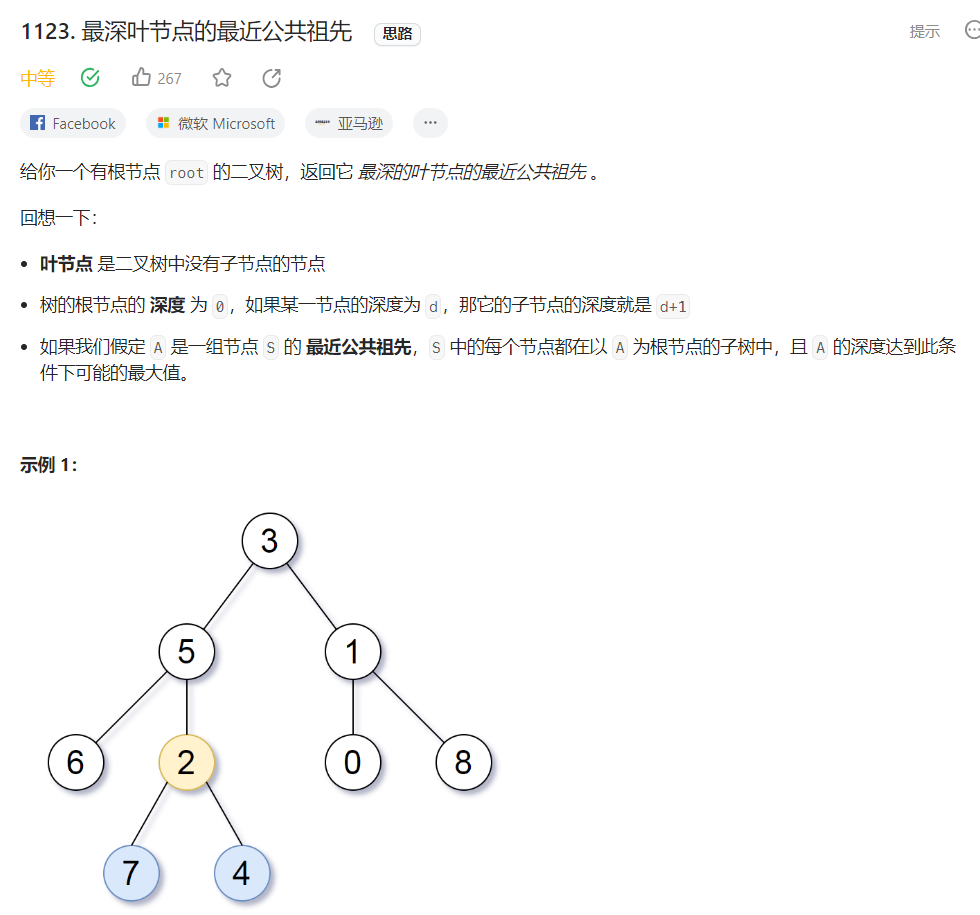 1123. 最深叶节点的最近公共祖先 思路 提示
中等 267
Facebook 微软 Microsoft amazon 亚马逊 ...
给你一个有根节点 root 的二叉树，返回它 最深的叶节点的最近公共祖先 。
回想一下：
• 叶节点 是二叉树中没有子节点的节点
• 树的根节点的 深度 为 0，如果某一节点的深度为 d，那它的子节点的深度就是 d+1
• 如果我们假定 A 是一组节点 S 的 最近公共祖先，S 中的每个节点都在以 A 为根节点的子树中，且 A 的深度达到此条
件下可能的最大值。
示例 1：
3
5 1
6 2 0 8
7 4